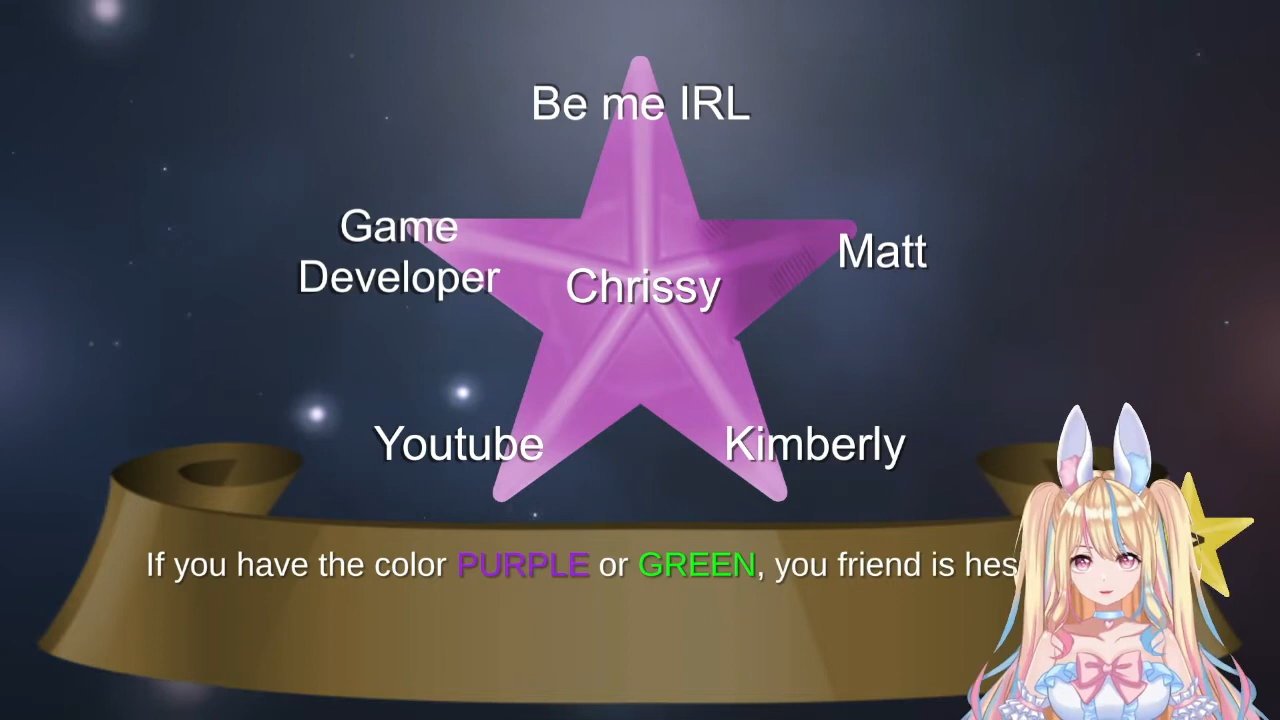 Be me IRL
Game
Developer
Matt
Chrissy
Youtube
Kimberly
If you have the color PURPLE or GREEN, you friend is hes